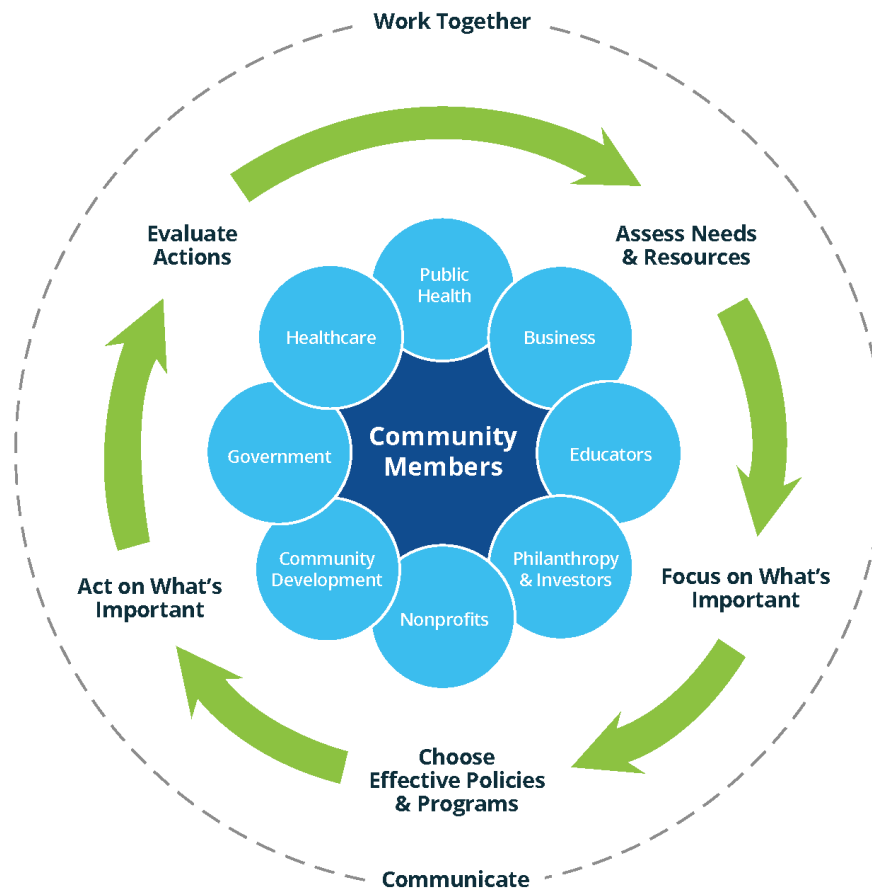 Work Together
Evaluate
Actions
Assess Needs
& Resources
Public
Health
Healthcare
Business
Community
Members
Government
Educators
Community
Development
Philanthropy
& Investors
Nonprofits
Act on What's
Important
Focus on What's
Important
Choose
Effective Policies
& Programs
Communicate